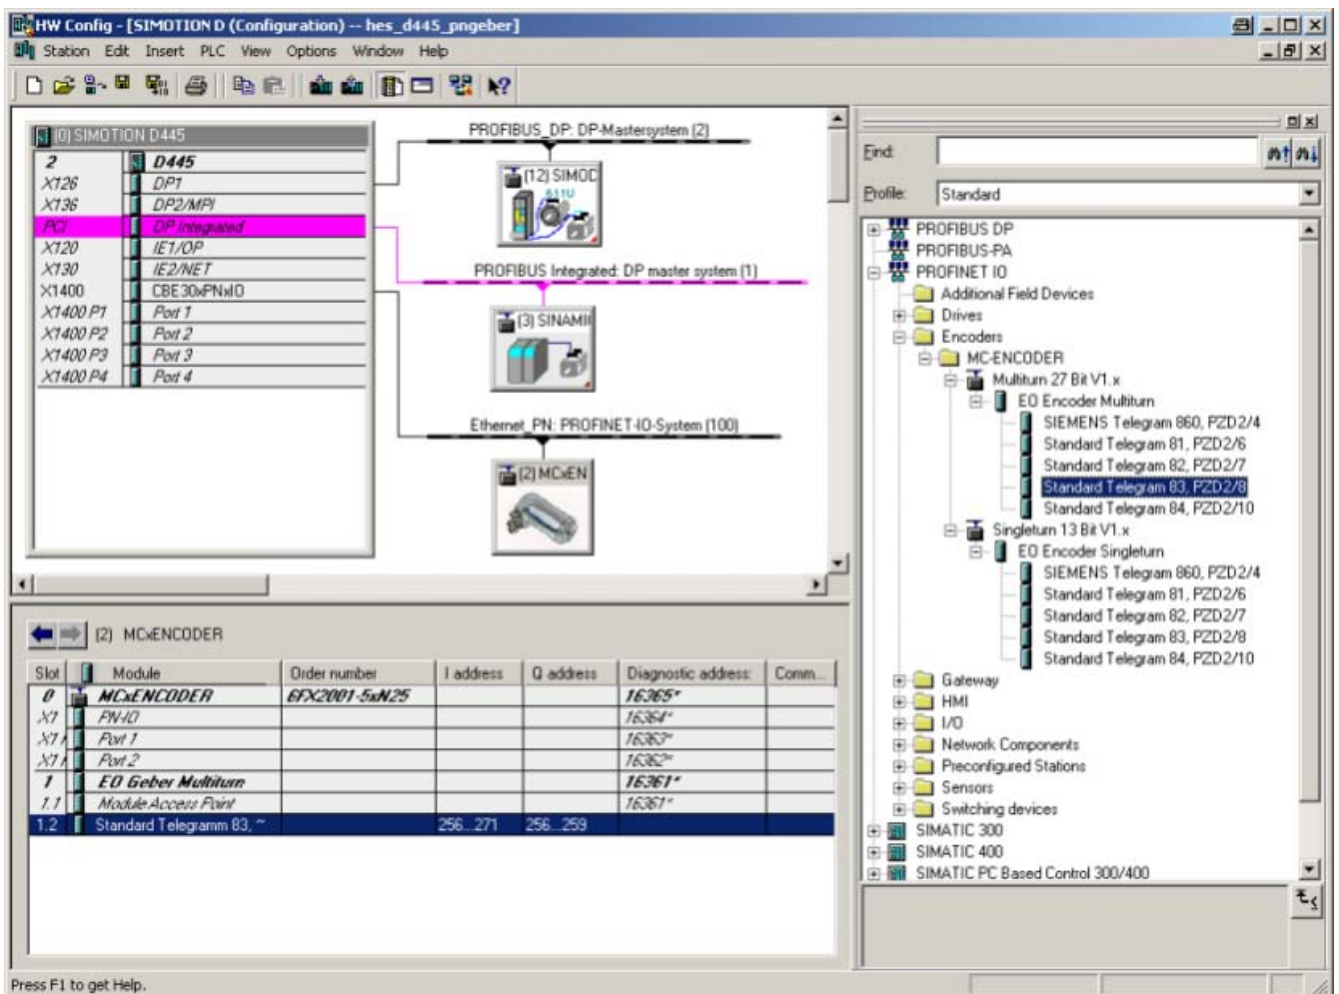 HW Config - [SIMOTION D (Configuration) -- hes_d445_pngeber]
Station Edit Insert PLC View Options Window Help
(0) SIMOTION D445
2 D445
X126 DP1
X136 DP2/MPI
PCI DP Integrated
X120 IE1/OP
X130 IE2/NET
X1400 CBE30xPNxIO
X1400 P1 Port 1
X1400 P2 Port 2
X1400 P3 Port 3
X1400 P4 Port 4
PROFIBUS_DP: DP-Mastersystem (2)
(12) SIMOD
611U
PROFIBUS Integrated: DP master system (1)
(3) SINAMI
Ethernet_PN: PROFINET-IO-System (100)
(2) MCxEN
(2) MCxENCODER
Slot Module Order number I address Q address Diagnostic address: Comm...
0 MCxENCODER 6FX2001-5xN25 16365*
X1 PN-IO 16364*
X1 Port 1 16363*
X1 Port 2 16362*
1 EO Geber Multiturn 16361*
1.1 Module Access Point 16361*
1.2 Standard Telegramm 83, ~ 256...271 256...259
Find:
Profile: Standard
PROFIBUS DP
PROFIBUS-PA
PROFINET IO
Additional Field Devices
Drives
Encoders
MC-ENCODER
Multiturn 27 Bit V1.x
EO Encoder Multiturn
SIEMENS Telegram 860, PZD2/4
Standard Telegram 81, PZD2/6
Standard Telegram 82, PZD2/7
Standard Telegram 83, PZD2/8
Standard Telegram 84, PZD2/10
Singleturn 13 Bit V1.x
EO Encoder Singleturn
SIEMENS Telegram 860, PZD2/4
Standard Telegram 81, PZD2/6
Standard Telegram 82, PZD2/7
Standard Telegram 83, PZD2/8
Standard Telegram 84, PZD2/10
Gateway
HMI
I/O
Network Components
Preconfigured Stations
Sensors
Switching devices
SIMATIC 300
SIMATIC 400
SIMATIC PC Based Control 300/400
Press F1 to get Help.